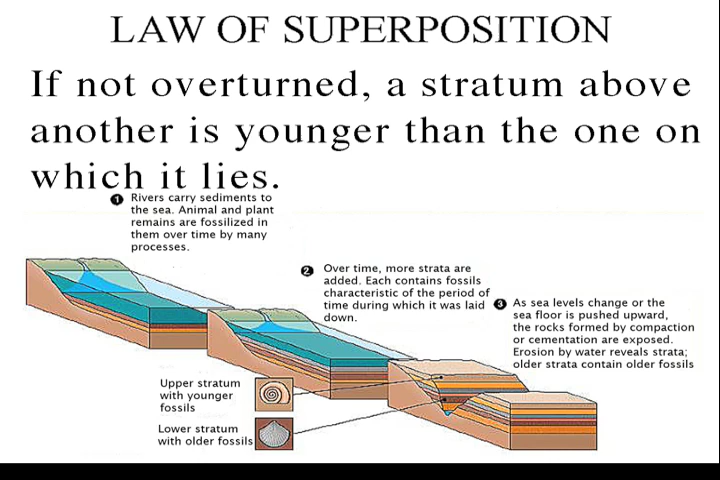 LAW OF SUPERPOSITION
If not overturned, a stratum above
another is younger than the one on
which it lies.
1 Rivers carry sediments to
the sea. Animal and plant
remains are fossilized in
them over time by many
processes.
2 Over time, more strata are
added. Each contains fossils
characteristic of the period of
time during which it was laid
down.
3 As sea levels change or the
sea floor is pushed upward,
the rocks formed by compaction
or cementation are exposed.
Erosion by water reveals strata;
older strata contain older fossils
Upper stratum
with younger
fossils
Lower stratum
with older fossils